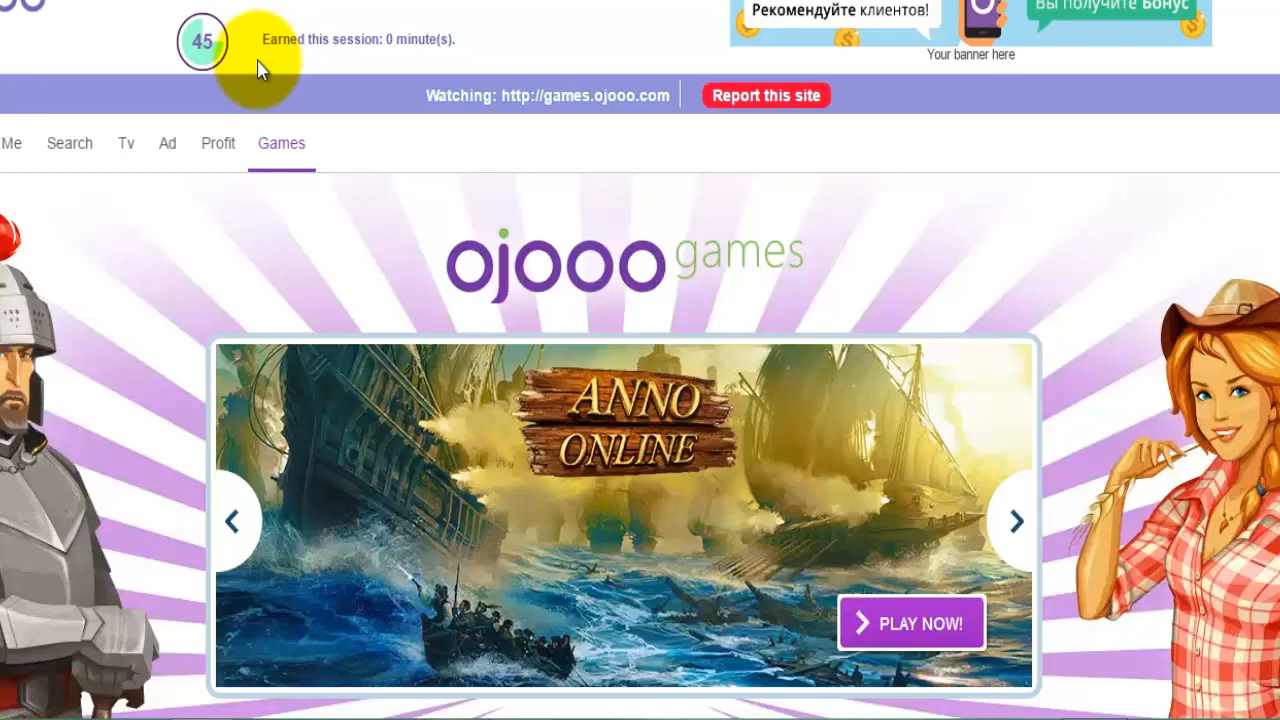 Рекомендуйте клиентов!
Вы получите Бонус
45
Earned this session: 0 minute(s).
Your banner here
Watching: http://games.ojooo.com
Report this site
Me Search Tv Ad Profit Games
ojooo games
ANNO
ONLINE
PLAY NOW!